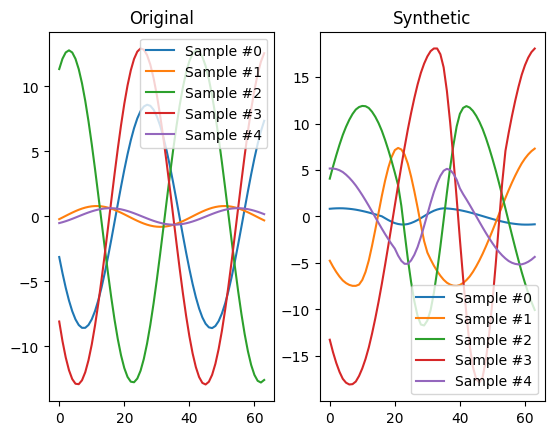 Original
Synthetic
Sample #0
Sample #1
Sample #2
Sample #3
Sample #4
10
5
0
−5
−10
0
20
40
60
15
10
5
0
−5
−10
−15
Sample #0
Sample #1
Sample #2
Sample #3
Sample #4
0
20
40
60